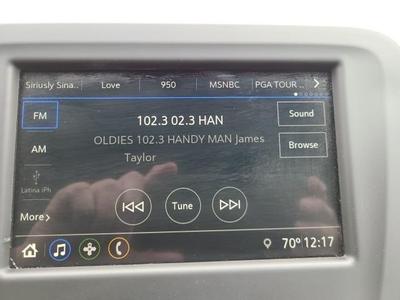 Siriusly Sina.. Love 950 MSNBC PGA TOUR ..
FM
102.3 02.3 HAN
Sound
OLDIES 102.3 HANDY MAN James
Taylor
AM
Browse
Latina iPh
More>
Tune
70° 12:17